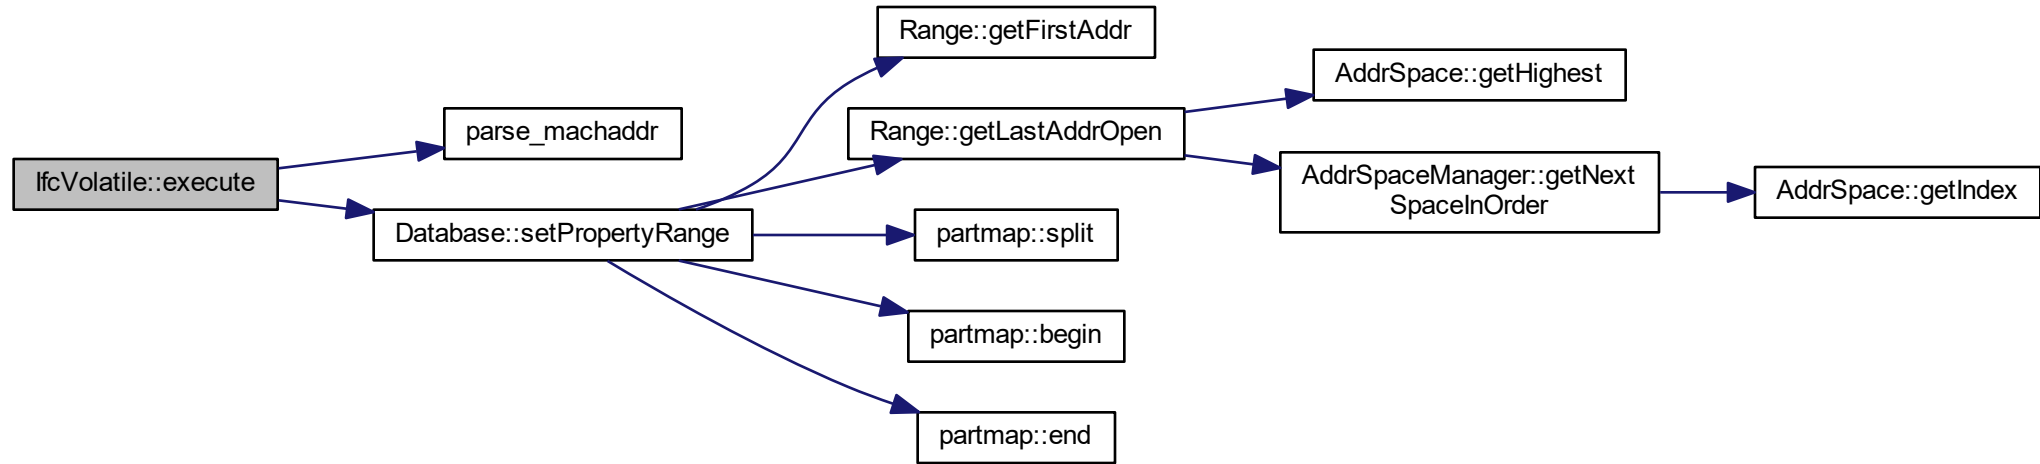 Range::getFirstAddr
AddrSpace::getHighest
parse_machaddr
Range::getLastAddrOpen
IfcVolatile::execute
AddrSpaceManager::getNext
SpaceInOrder
AddrSpace::getIndex
Database::setPropertyRange
partmap::split
partmap::begin
partmap::end